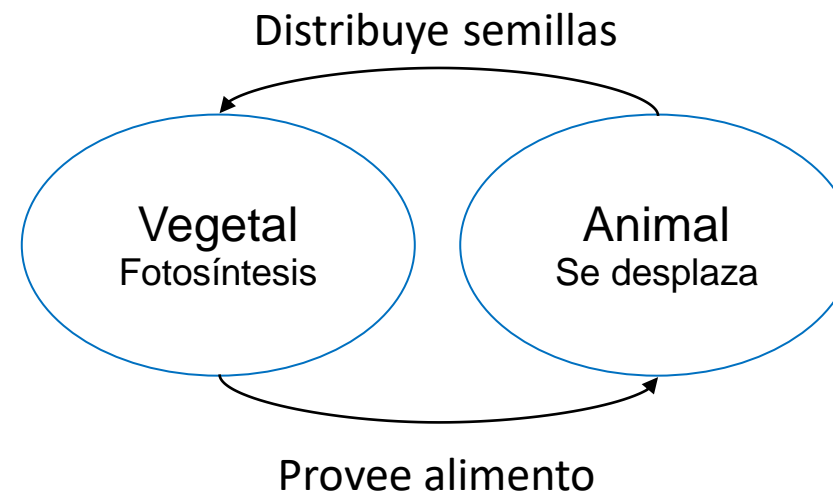 Distribuye semillas
Vegetal
Fotosíntesis
Animal
Se desplaza
Provee alimento